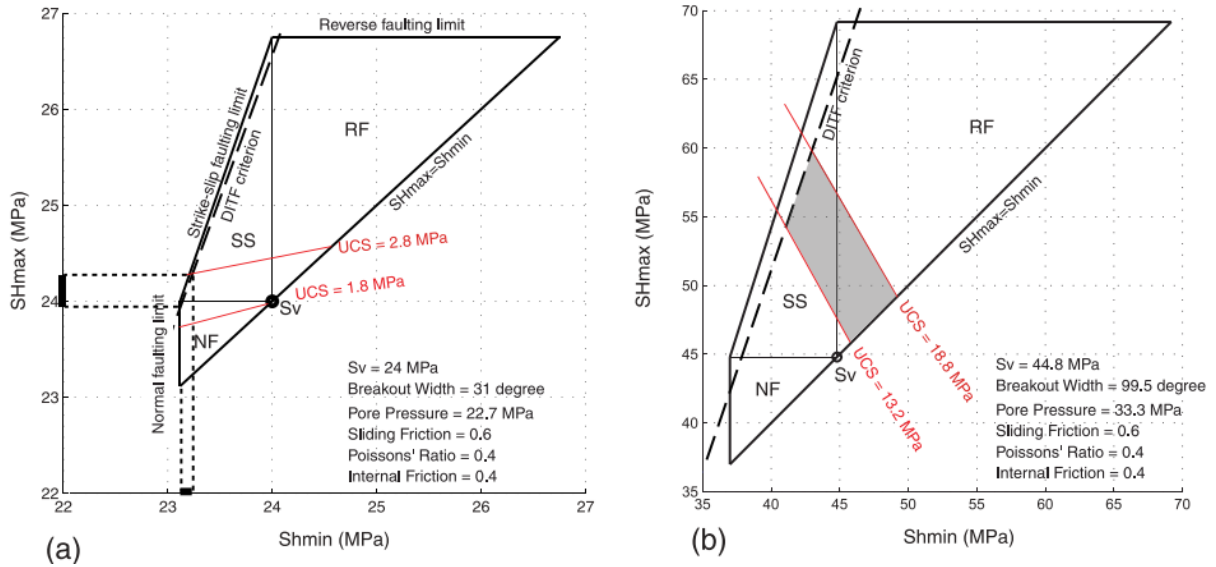 (a)
27
26
25
24
23
22
22
23
24
25
26
27
SHmax (MPa)
Shmin (MPa)
Reverse faulting limit
Strike-slip faulting limit
DITF criterion
RF
SHmax=Shmin
SS
UCS = 2.8 MPa
UCS = 1.8 MPa
Sv
NF
Normal faulting limit
Sv = 24 MPa
Breakout Width = 31 degree
Pore Pressure = 22.7 MPa
Sliding Friction = 0.6
Poissons' Ratio = 0.4
Internal Friction = 0.4
(b)
70
65
60
55
50
45
40
35
35
40
45
50
55
60
65
70
SHmax (MPa)
Shmin (MPa)
DITF criterion
RF
SHmax=Shmin
SS
Sv
NF
UCS = 18.8 MPa
UCS = 13.2 MPa
Sv = 44.8 MPa
Breakout Width = 99.5 degree
Pore Pressure = 33.3 MPa
Sliding Friction = 0.6
Poissons' Ratio = 0.4
Internal Friction = 0.4